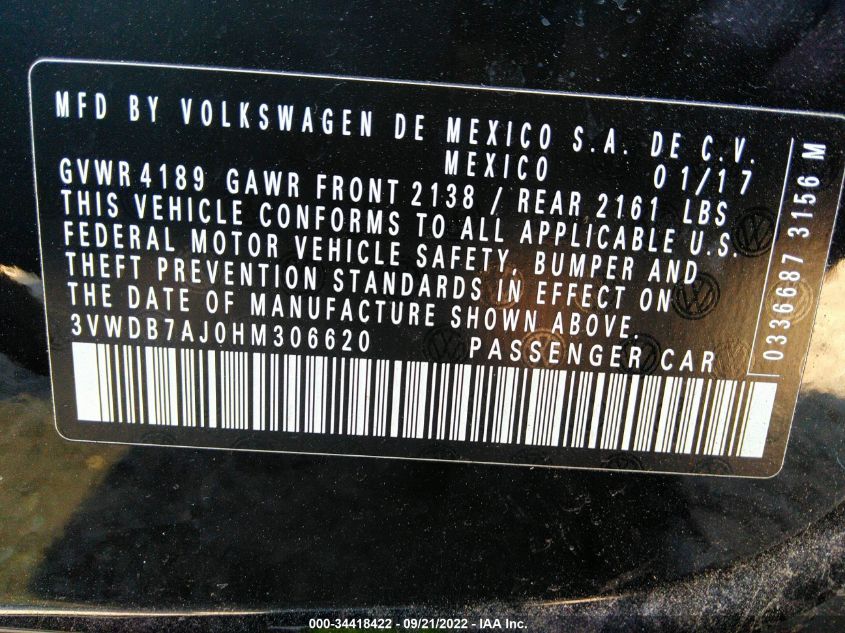 MFD BY VOLKSWAGEN DE MEXICO S.A. DE C.V.
MEXICO 01/17
GVWR 4189 GAWR FRONT 2138 / REAR 2161 LBS
THIS VEHICLE CONFORMS TO ALL APPLICABLE U.S.
FEDERAL MOTOR VEHICLE SAFETY, BUMPER AND
THEFT PREVENTION STANDARDS IN EFFECT ON
THE DATE OF MANUFACTURE SHOWN ABOVE.
3VWDB7AJ0HM306620 PASSENGER CAR
0336687 3156 M
000-34418422 - 09/21/2022 - IAA Inc.